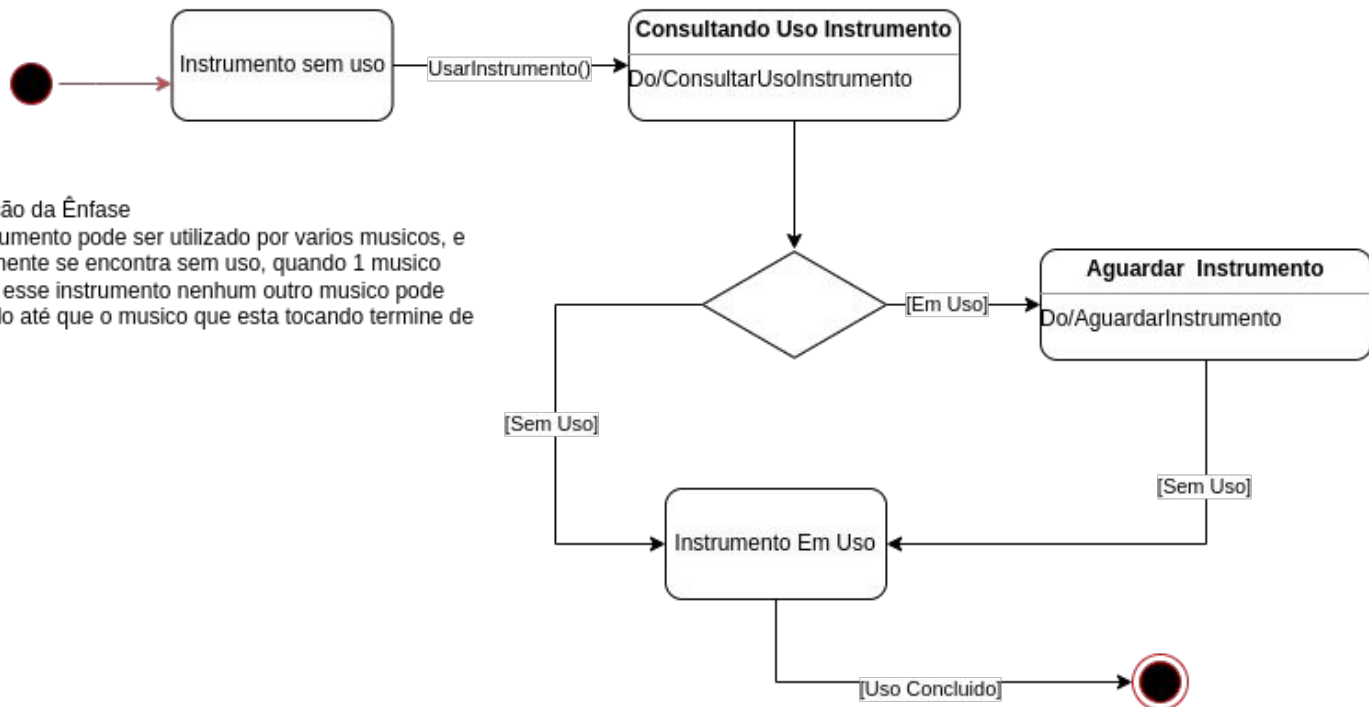 Instrumento sem uso
UsarInstrumento()
Consultando Uso Instrumento
Do/ConsultarUsoInstrumento
ão da Ênfase
umento pode ser utilizado por varios musicos, e
mente se encontra sem uso, quando 1 musico
esse instrumento nenhum outro musico pode
lo até que o musico que esta tocando termine de
[Em Uso]
Aguardar Instrumento
Do/AguardarInstrumento
[Sem Uso]
[Sem Uso]
Instrumento Em Uso
[Uso Concluido]